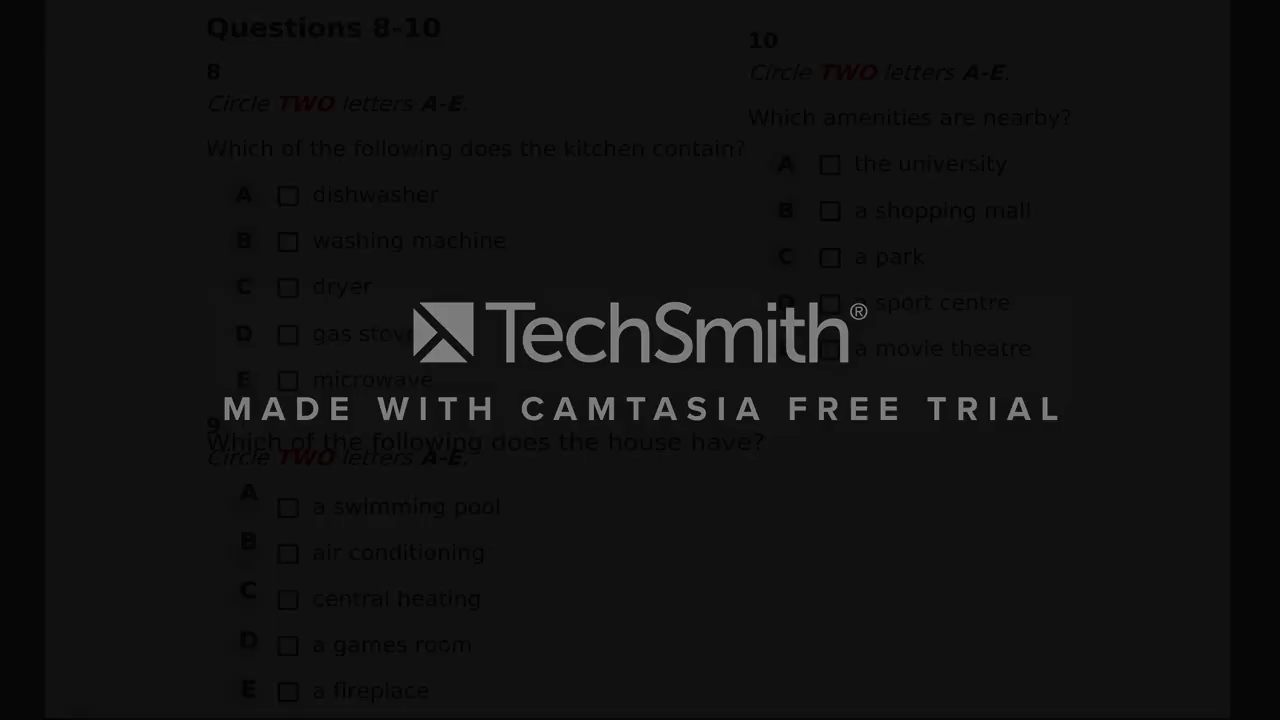 Questions 8-10
8
Circle TWO letters A-E.
Which of the following does the kitchen contain?
A dishwasher
B washing machine
C dryer
D gas stove
E microwave
9
Which of the following does the house have?
Circle TWO letters A-E.
A a swimming pool
B air conditioning
C central heating
D a games room
E a fireplace
10
Circle TWO letters A-E.
Which amenities are nearby?
A the university
B a shopping mall
C a park
D a sport centre
a movie theatre
TechSmith®
MADE WITH CAMTASIA FREE TRIAL